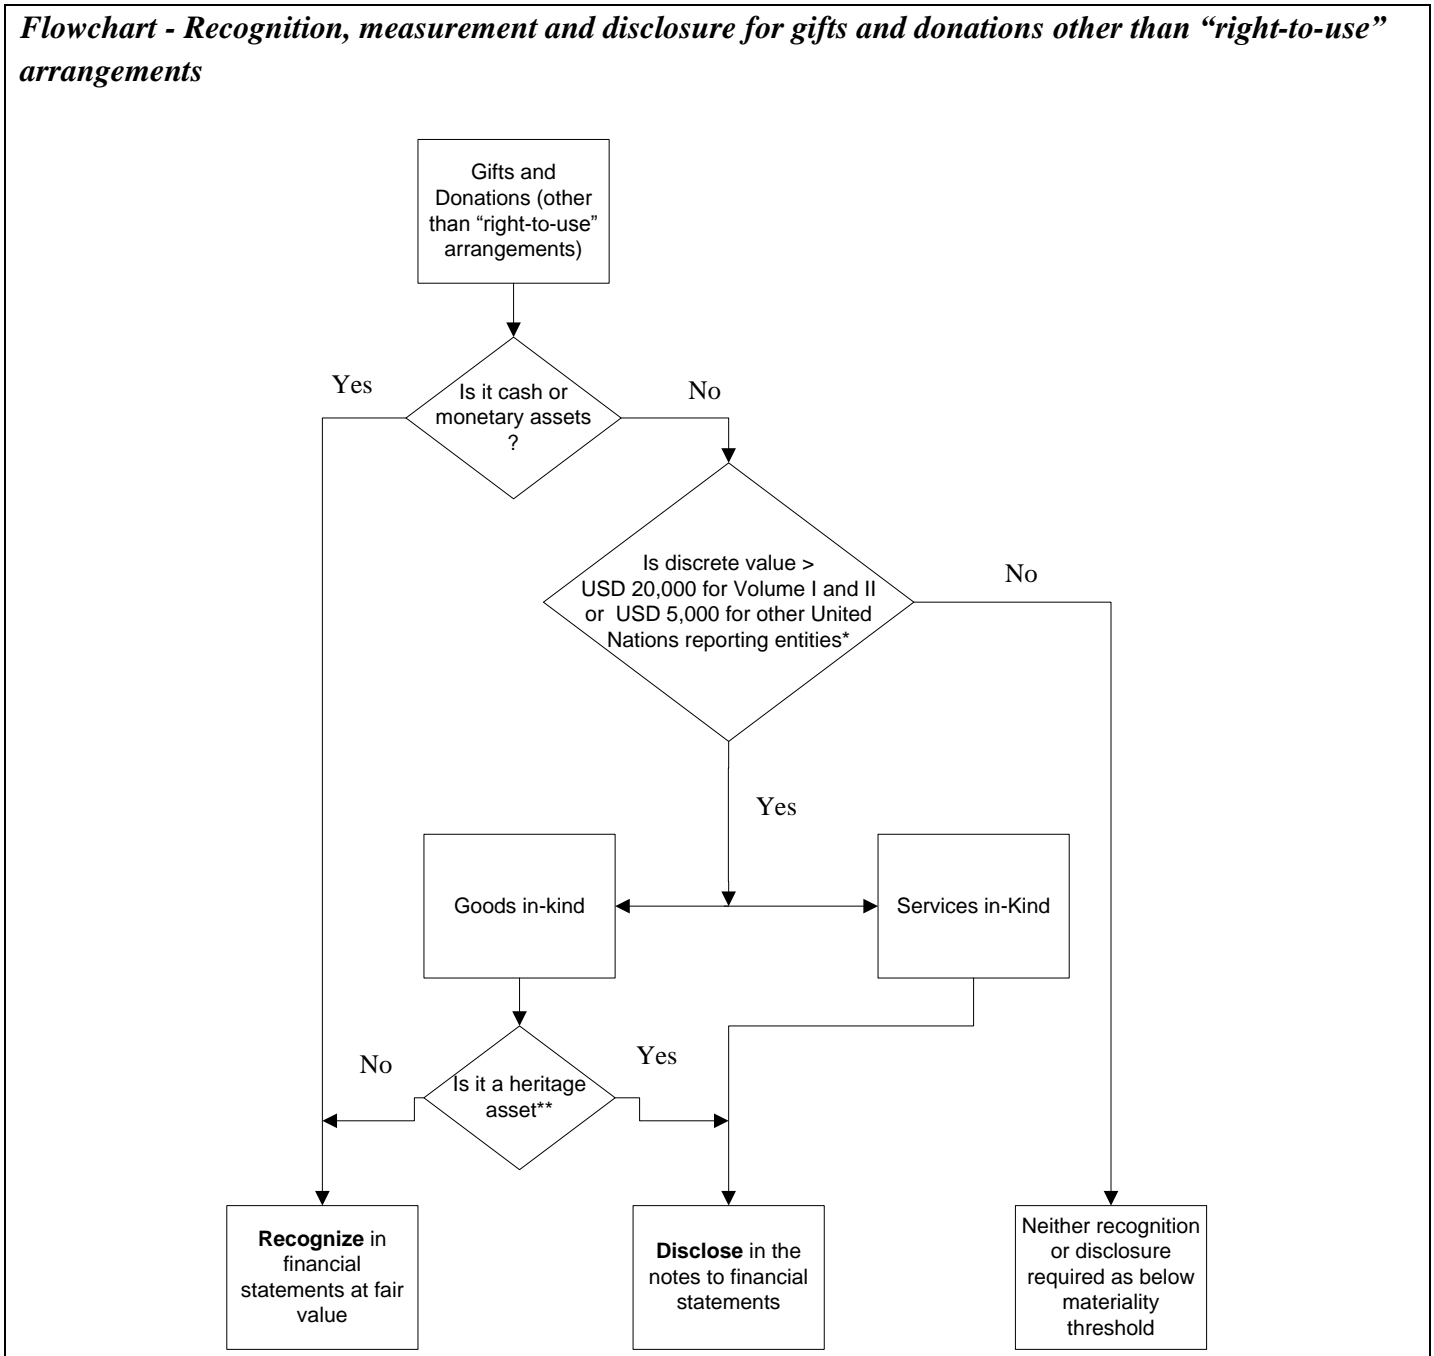 Flowchart - Recognition, measurement and disclosure for gifts and donations other than “right-to-use”
arrangements
Gifts and
Donations (other
than “right-to-use”
arrangements)
Yes
Is it cash or
monetary assets
?
No
Is discrete value >
USD 20,000 for Volume I and II
or USD 5,000 for other United
Nations reporting entities*
No
Yes
Goods in-kind
Services in-Kind
No
Is it a heritage
asset**
Yes
Recognize in
financial
statements at fair
value
Disclose in the
notes to financial
statements
Neither recognition
or disclosure
required as below
materiality
threshold